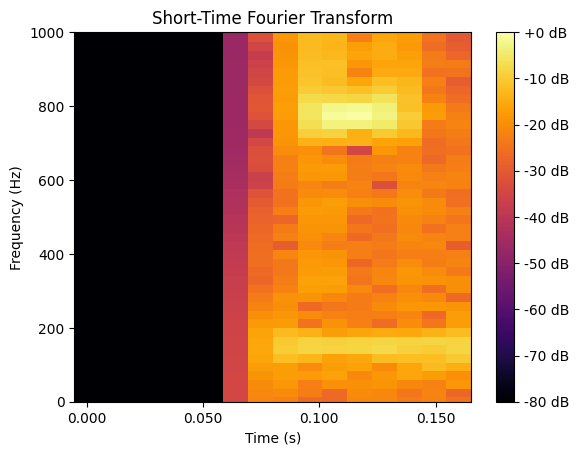 Short-Time Fourier Transform
1000
800
600
400
200
0
Frequency (Hz)
0.000
0.050
0.100
0.150
Time (s)
+0 dB
-10 dB
-20 dB
-30 dB
-40 dB
-50 dB
-60 dB
-70 dB
-80 dB